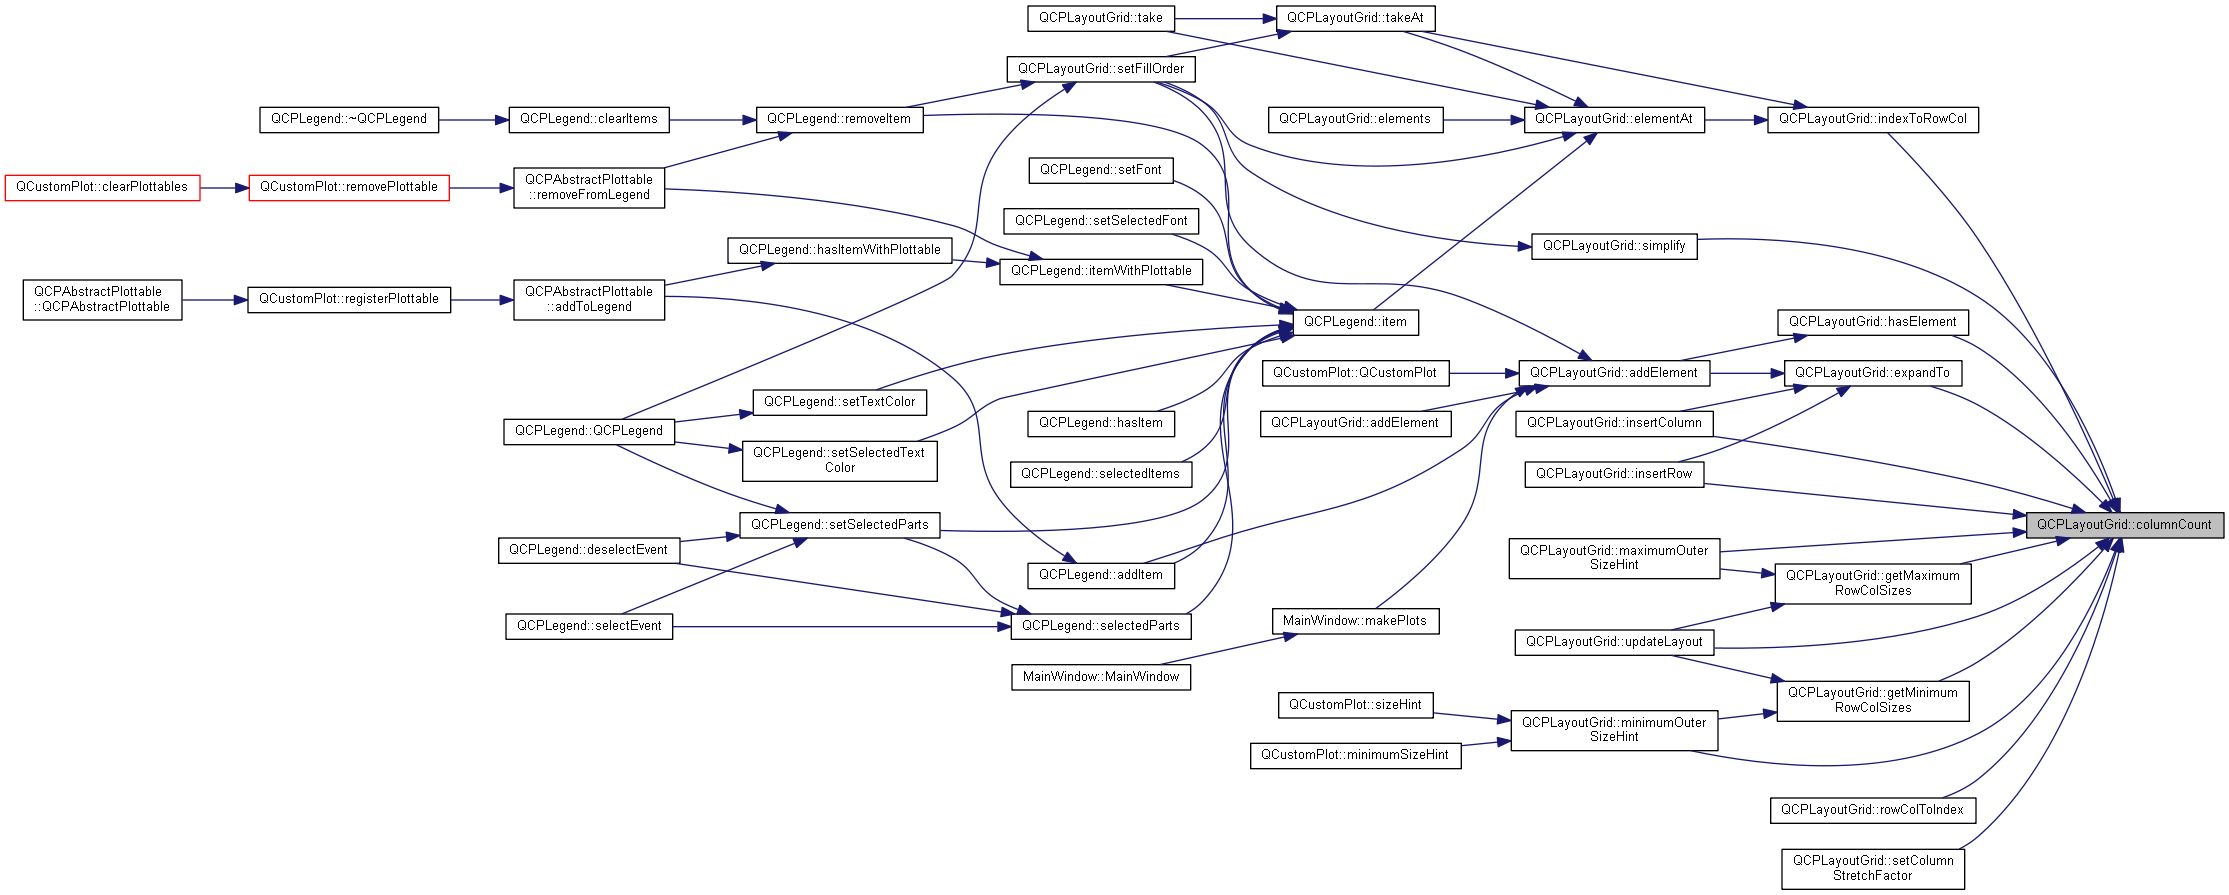 QCPLayoutGrid::take
QCPLayoutGrid::takeAt
QCPLayoutGrid::setFillOrder
QCPLegend::~QCPLegend
QCPLegend::clearItems
QCPLegend::removeItem
QCPLayoutGrid::elements
QCPLayoutGrid::elementAt
QCPLayoutGrid::indexToRowCol
QCPLegend::setFont
QCustomPlot::clearPlottables
QCustomPlot::removePlottable
QCPAbstractPlottable
::removeFromLegend
QCPLegend::setSelectedFont
QCPLegend::hasItemWithPlottable
QCPLayoutGrid::simplify
QCPLegend::itemWithPlottable
QCPAbstractPlottable
::QCPAbstractPlottable
QCustomPlot::registerPlottable
QCPAbstractPlottable
::addToLegend
QCPLegend::item
QCPLayoutGrid::hasElement
QCustomPlot::QCustomPlot
QCPLayoutGrid::addElement
QCPLayoutGrid::expandTo
QCPLegend::setTextColor
QCPLegend::hasItem
QCPLayoutGrid::addElement
QCPLayoutGrid::insertColumn
QCPLegend::QCPLegend
QCPLegend::setSelectedText
Color
QCPLegend::selectedItems
QCPLayoutGrid::insertRow
QCPLegend::setSelectedParts
QCPLayoutGrid::columnCount
QCPLegend::deselectEvent
QCPLayoutGrid::maximumOuter
SizeHint
QCPLegend::addItem
QCPLayoutGrid::getMaximum
RowColSizes
QCPLegend::selectEvent
QCPLegend::selectedParts
MainWindow::makePlots
QCPLayoutGrid::updateLayout
MainWindow::MainWindow
QCPLayoutGrid::getMinimum
RowColSizes
QCustomPlot::sizeHint
QCPLayoutGrid::minimumOuter
SizeHint
QCustomPlot::minimumSizeHint
QCPLayoutGrid::rowColToIndex
QCPLayoutGrid::setColumn
StretchFactor